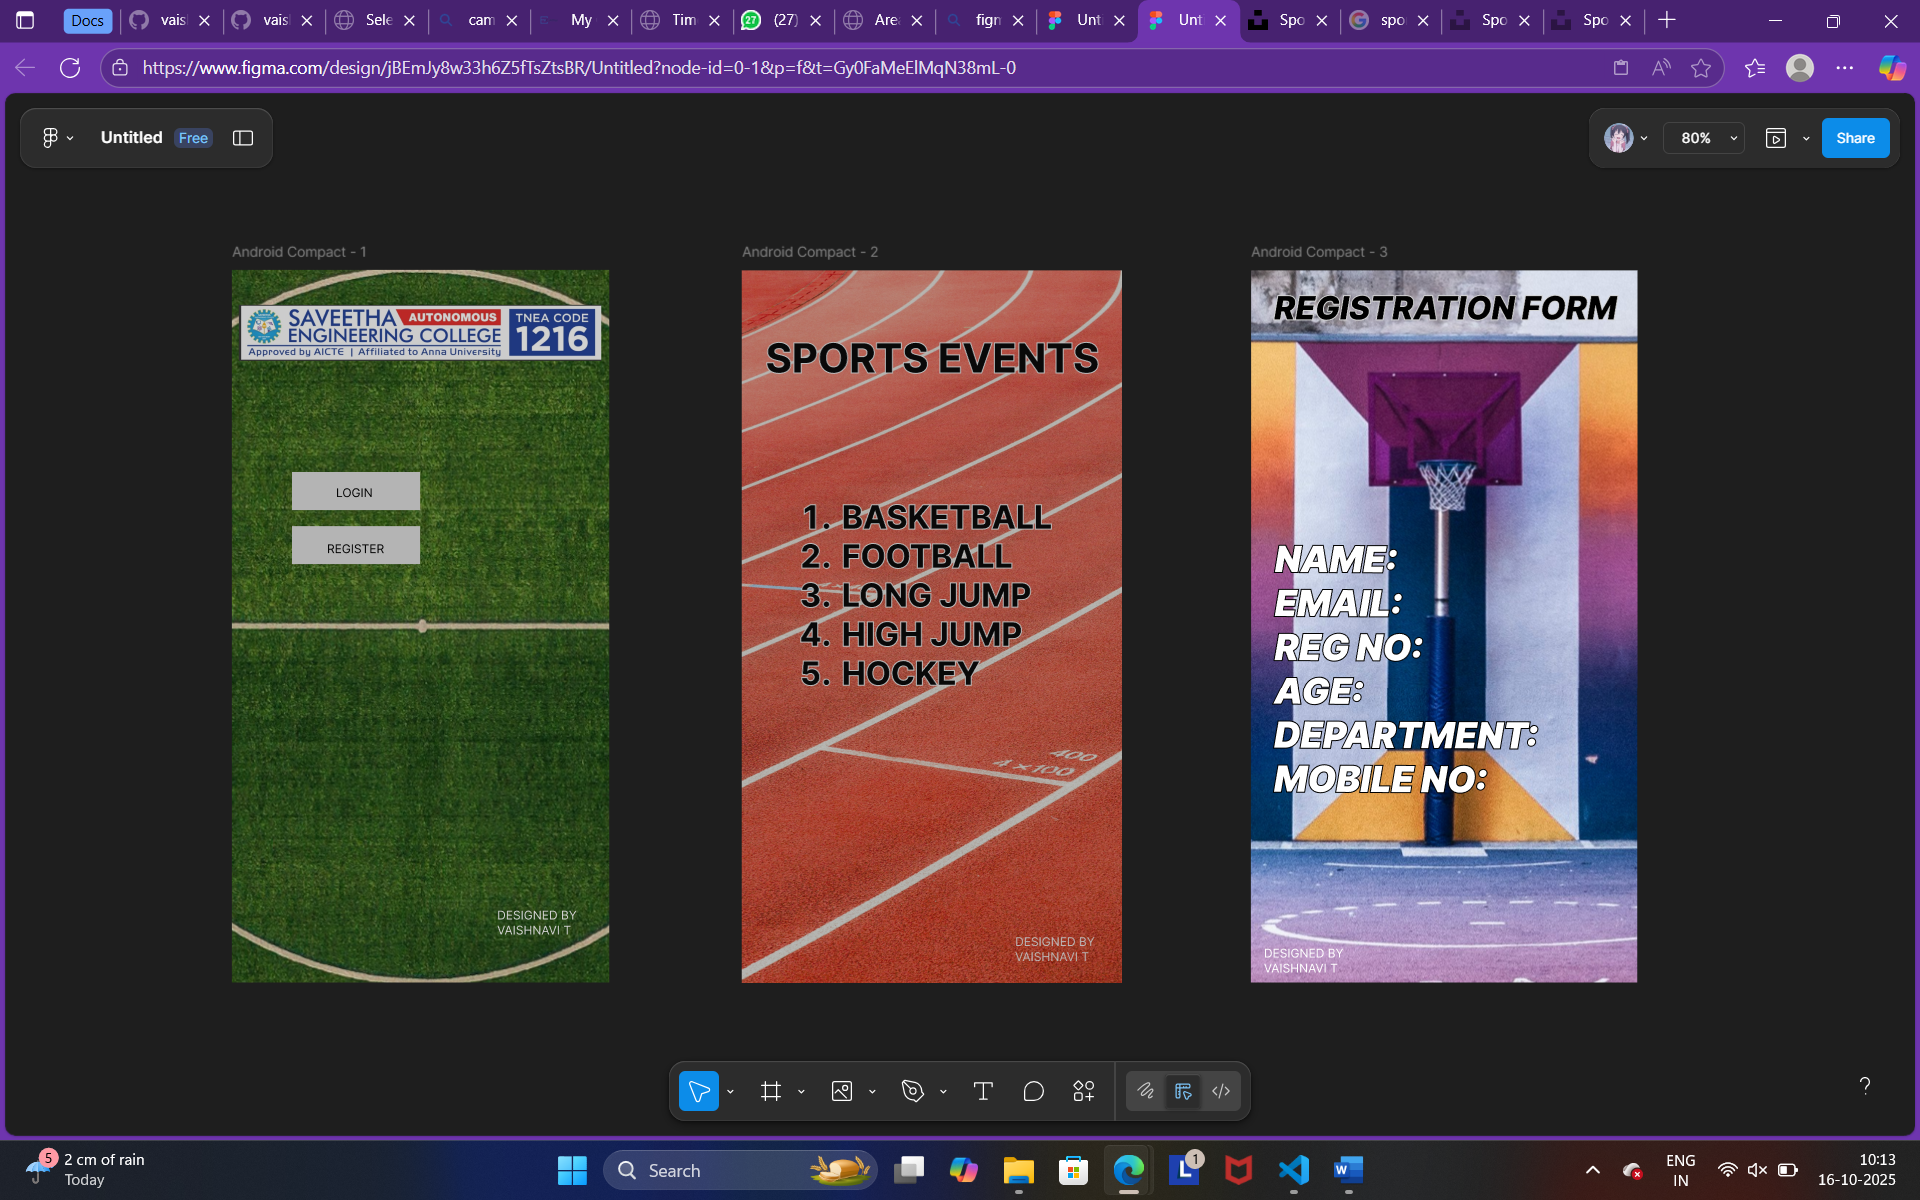 Docs
vais
vaisl
Sele
cam
My
Tim
27
(27)
Are
figm
Unt
Unt
Spo
spo
Spo
Spo
https://www.figma.com/design/jBEmJy8w33h6Z5fTsZtsBR/Untitled?node-id=0-1&p=f&t=Gy0FaMeElMqN38mL-0
Untitled
Free
80%
Share
Android Compact - 1
SAVEETHA AUTONOMOUS
ENGINEERING COLLEGE
Approved by AICTE | Affiliated to Anna University
TNEA CODE
1216
LOGIN
REGISTER
DESIGNED BY
VAISHNAVI T
Android Compact - 2
SPORTS EVENTS
1. BASKETBALL
2. FOOTBALL
3. LONG JUMP
4. HIGH JUMP
5. HOCKEY
400
4×100
DESIGNED BY
VAISHNAVI T
Android Compact - 3
REGISTRATION FORM
NAME:
EMAIL:
REG NO:
AGE:
DEPARTMENT:
MOBILE NO:
DESIGNED BY
VAISHNAVI T
?
5
2 cm of rain
Today
Search
L
1
W
ENG
IN
10:13
16-10-2025